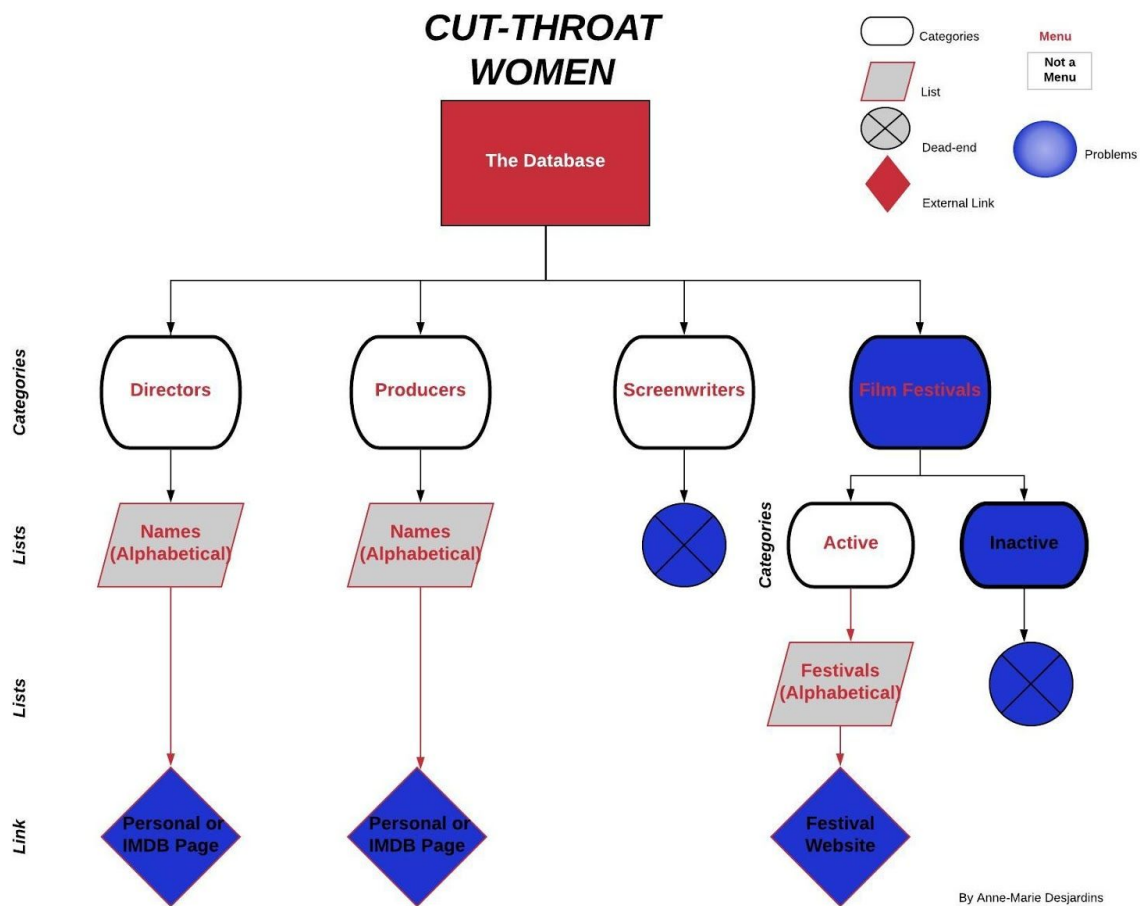 CUT-THROAT
WOMEN
Categories
Menu
Not a
Menu
List
Dead-end
Problems
External Link
The Database
Categories
Directors
Producers
Screenwriters
Film Festivals
Lists
Names
(Alphabetical)
Names
(Alphabetical)
Categories
Active
Inactive
Lists
Festivals
(Alphabetical)
Link
Personal or
IMDB Page
Personal or
IMDB Page
Festival
Website
By Anne-Marie Desjardins